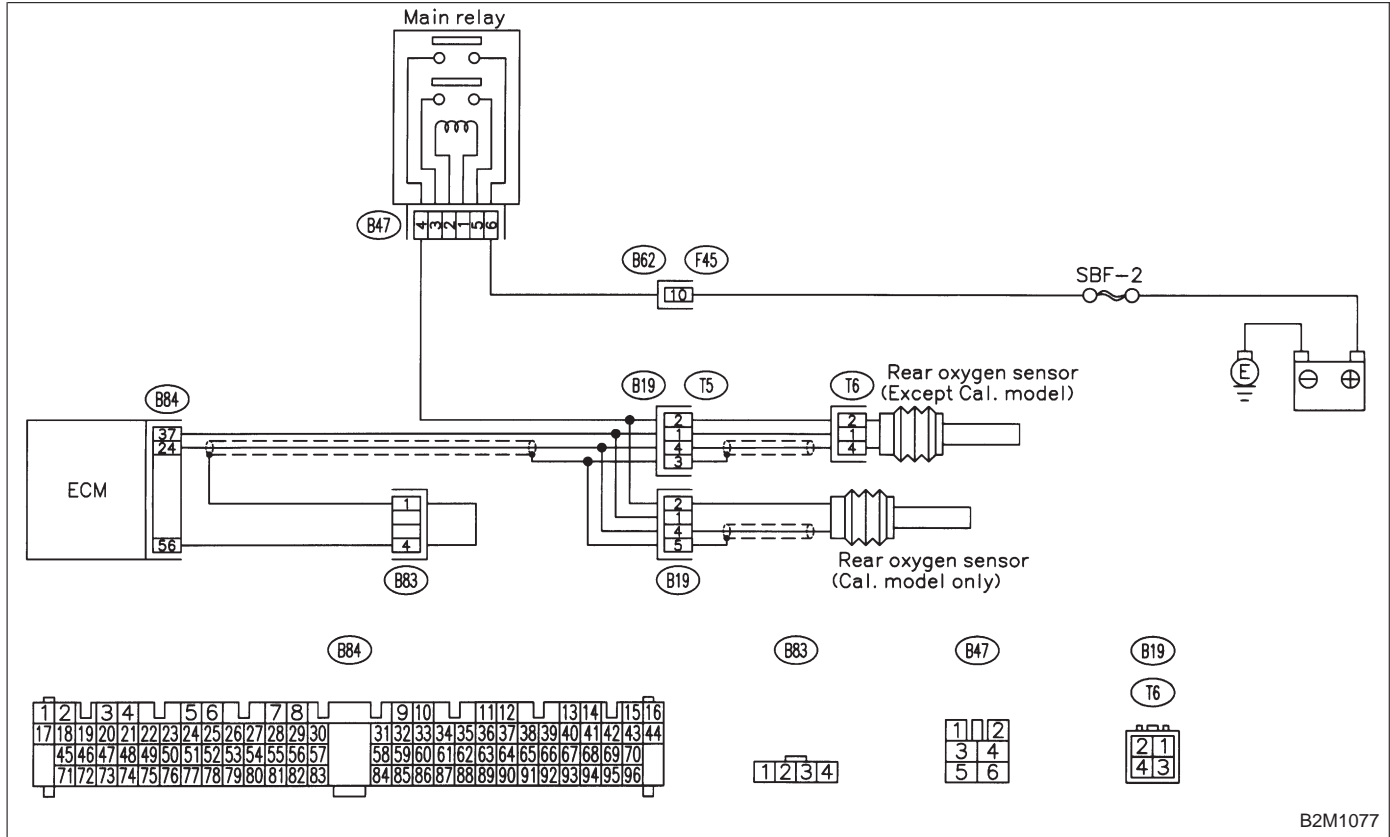 Main relay
B47
4 3 2 1 5 6
B62 F45
10
SBF-2
E
⊖ ⊕
B84
B19 T5
T6
Rear oxygen sensor
(Except Cal. model)
37
24
56
ECM
2
1
4
3
2
1
4
1
4
B83
2
1
4
5
B19
Rear oxygen sensor
(Cal. model only)
B84
1 2 3 4 5 6 7 8 9 10 11 12 13 14 15 16
17 18 19 20 21 22 23 24 25 26 27 28 29 30 31 32 33 34 35 36 37 38 39 40 41 42 43 44
45 46 47 48 49 50 51 52 53 54 55 56 57 58 59 60 61 62 63 64 65 66 67 68 69 70
71 72 73 74 75 76 77 78 79 80 81 82 83 84 85 86 87 88 89 90 91 92 93 94 95 96
B83
1 2 3 4
B47
1 2
3 4
5 6
B19
T6
2 1
4 3
B2M1077